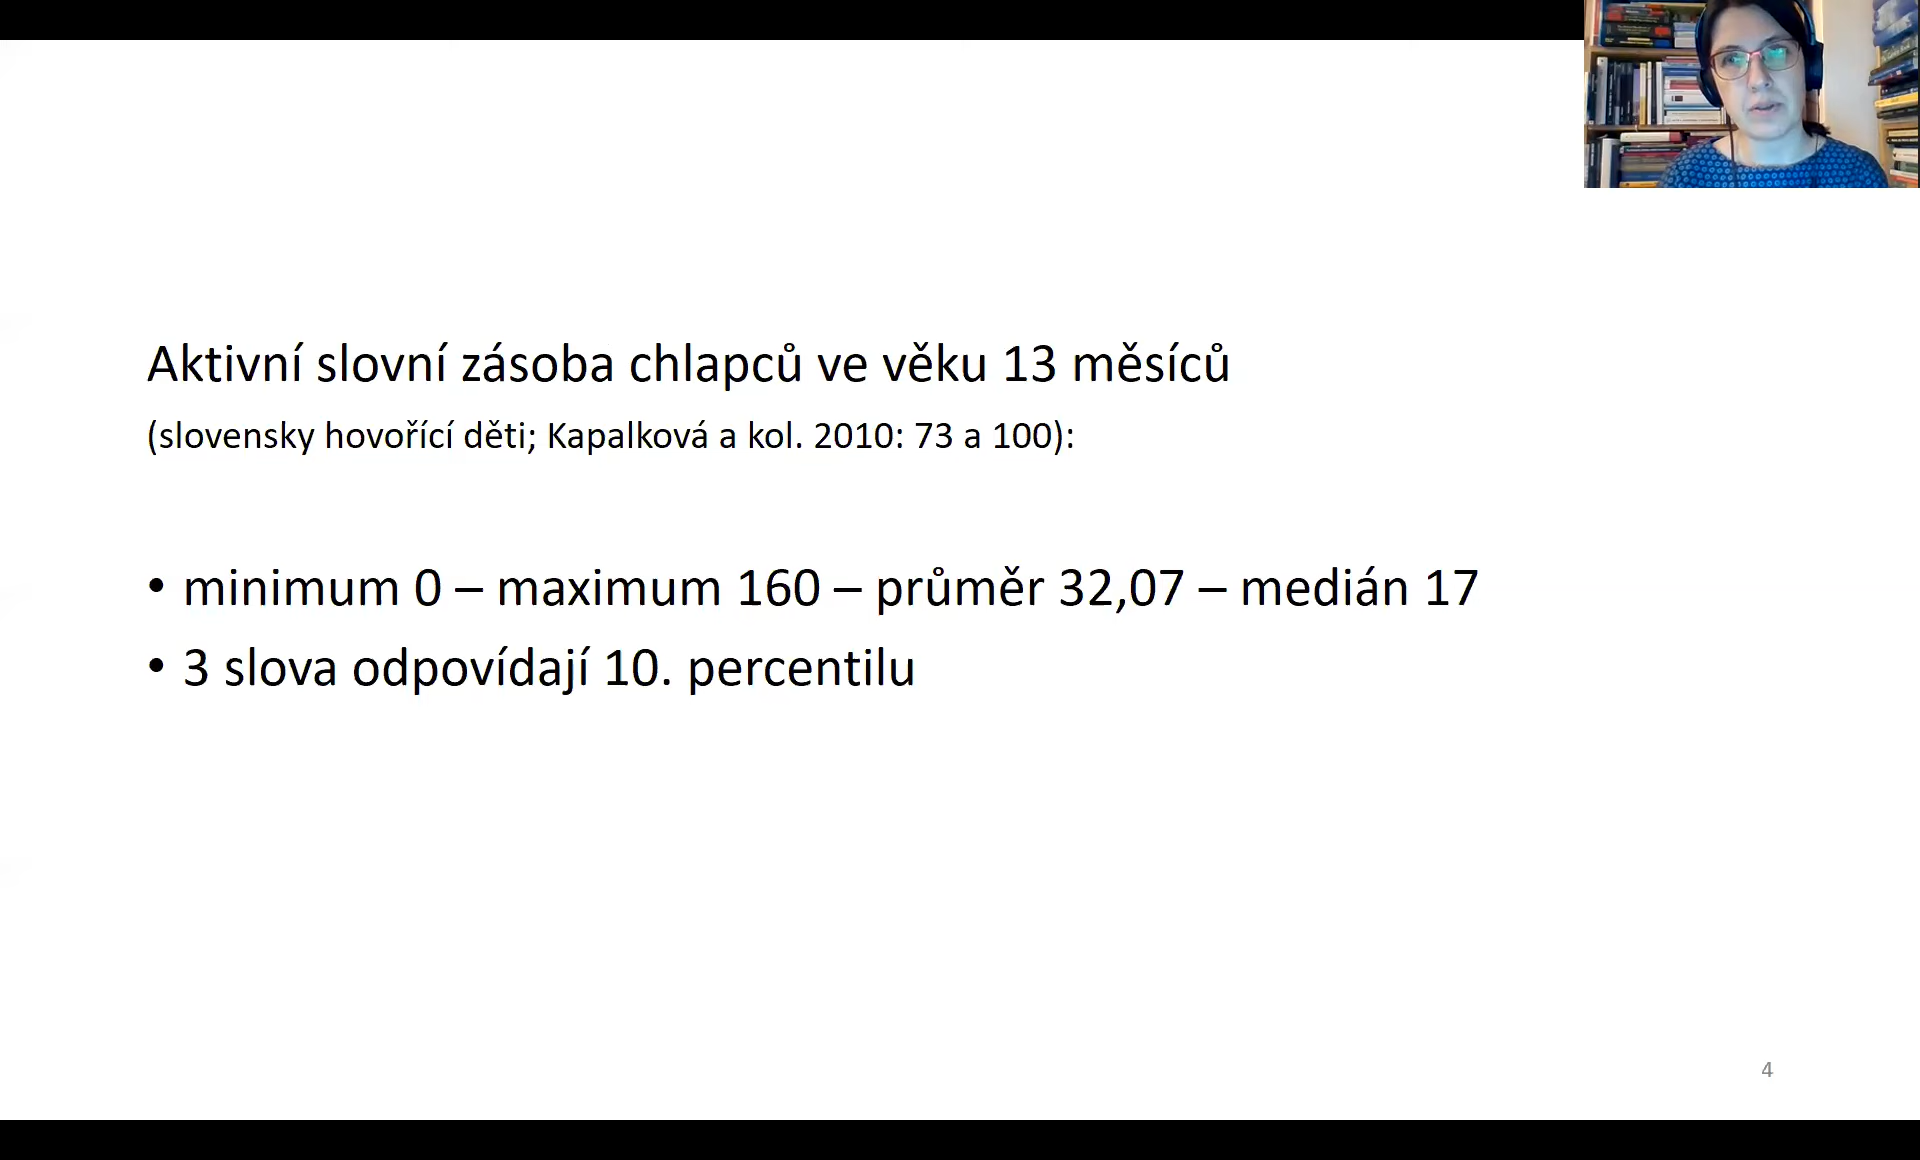 Aktivní slovní zásoba chlapců ve věku 13 měsíců
(slovensky hovořící děti; Kapalková a kol. 2010: 73 a 100):
• minimum 0 – maximum 160 – průměr 32,07 – medián 17
• 3 slova odpovídají 10. percentilu
4